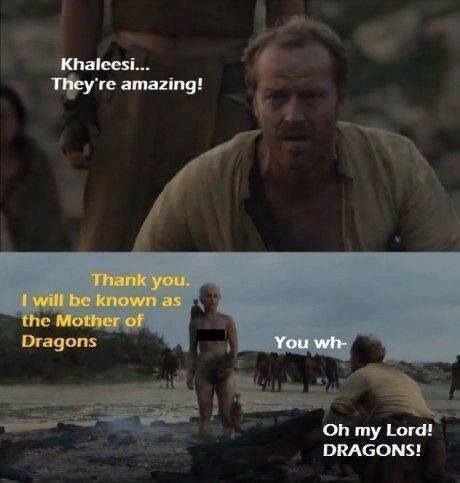 Khaleesi...
They're amazing!
Thank you.
I will be known as
the Mother of
Dragons
You wh-
Oh my Lord!
DRAGONS!